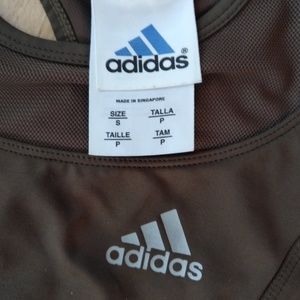 adidas
MADE IN SINGAPORE
SIZE TALLA
S P
TAILLE TAM
P P
adidas